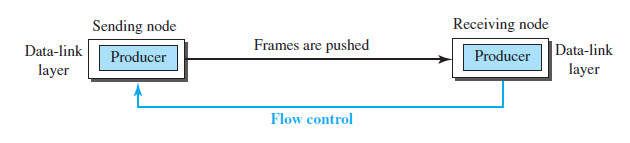 Sending node
Receiving node
Data-link
layer
Producer
Frames are pushed
Producer
Data-link
layer
Flow control